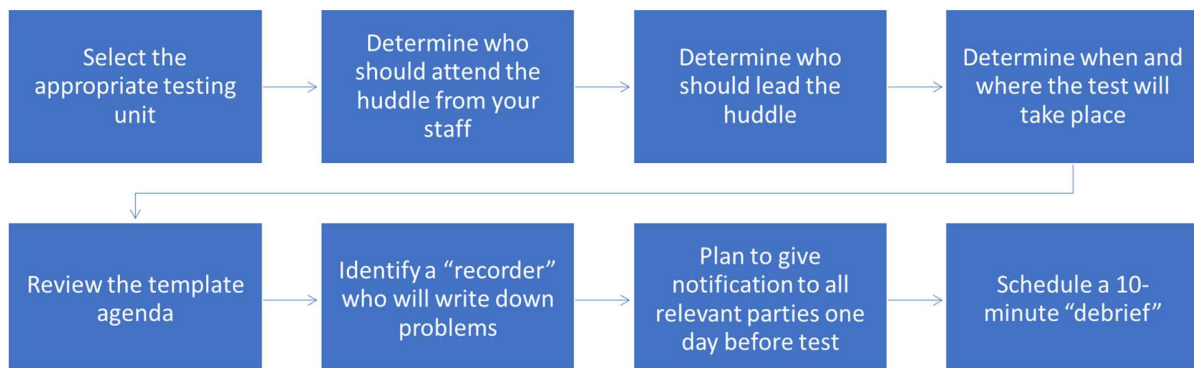 Select the
appropriate testing
unit
Determine who
should attend the
huddle from your
staff
Determine who
should lead the
huddle
Determine when and
where the test will
take place
Review the template
agenda
Identify a “recorder”
who will write down
problems
Plan to give
notification to all
relevant parties one
day before test
Schedule a 10-
minute “debrief”